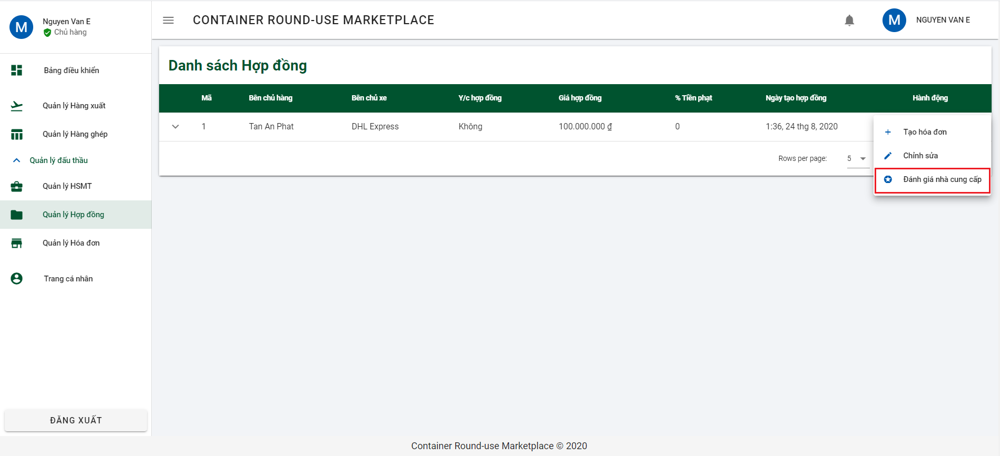 M
Nguyen Van E
Chủ hàng
CONTAINER ROUND-USE MARKETPLACE
M
NGUYEN VAN E
Bảng điều khiển
Quản lý Hàng xuất
Quản lý Hàng ghép
Quản lý đấu thầu
Quản lý HSMT
Quản lý Hợp đồng
Quản lý Hóa đơn
Trang cá nhân
ĐĂNG XUẤT
Danh sách Hợp đồng
Mã Bên chủ hàng Bên chủ xe Y/c hợp đồng Giá hợp đồng % Tiền phạt Ngày tạo hợp đồng Hành động
1 Tan An Phat DHL Express Không 100.000.000 ₫ 0 1:36, 24 thg 8, 2020
Rows per page: 5
Tạo hóa đơn
Chỉnh sửa
Đánh giá nhà cung cấp
Container Round-use Marketplace © 2020